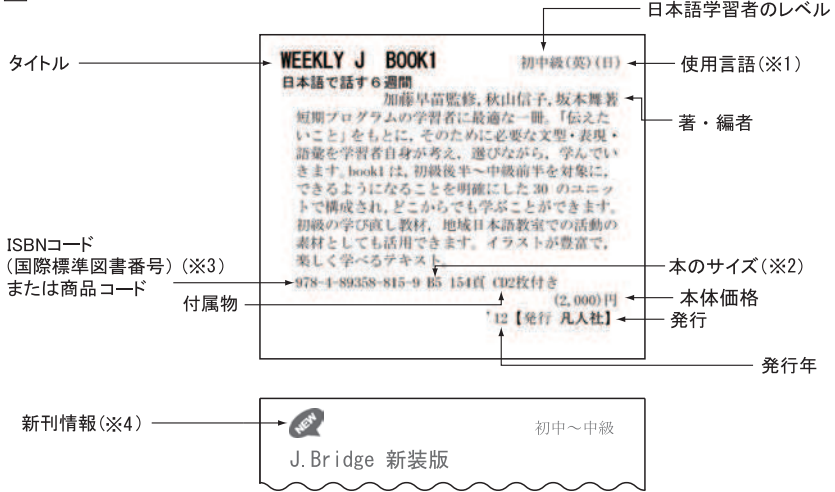 日本語学習者のレベル
タイトル
WEEKLY J BOOK1
初中級(英)(日)
使用言語(※1)
日本語で話す6週間
加藤早苗監修,秋山信子,坂本舞著
著・編者
短期プログラムの学習者に最適な一冊。「伝えた
いこと」をもとに，そのために必要な文型・表現・
語彙を学習者自身が考え，選びながら，学んでい
きます。book1は,初級後半～中級前半を対象に,
できるようになることを明確にした30 のユニッ
トで構成され,どこからでも学ぶことができます。
初級の学び直し教材，地域日本語教室での活動の
素材としても活用できます。イラストが豊富で，
楽しく学べるテキスト。
ISBNコード
(国際標準図書番号)(※3)
または商品コード
978-4-89358-815-9 B5 154頁 CD2枚付き
本のサイズ(※2)
付属物
(2,000)円
本体価格
'12【発行 凡人社】
発行
発行年
新刊情報(※4)
NEW
初中～中級
J.Bridge 新装版